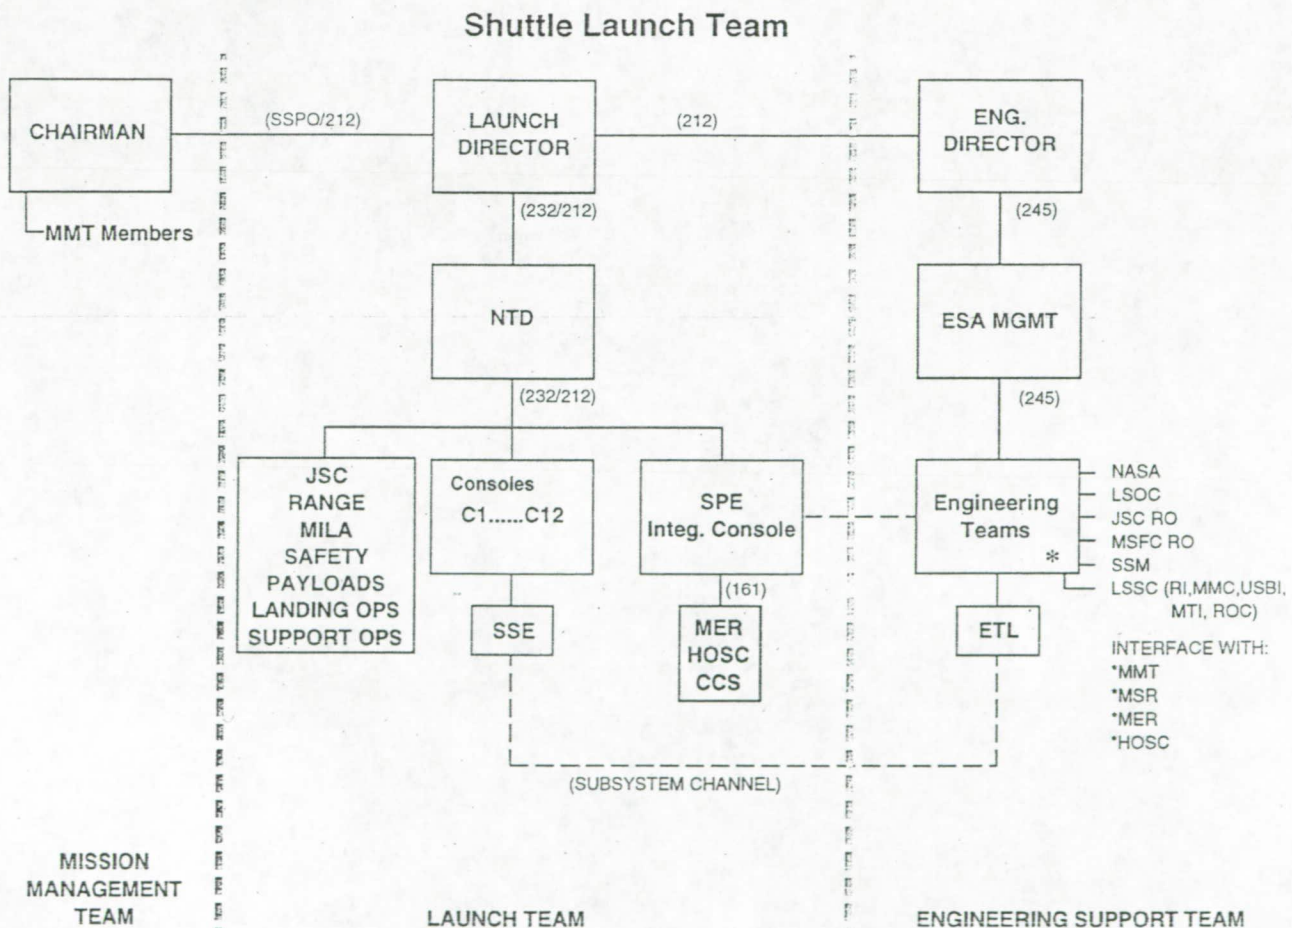 Shuttle Launch Team
CHAIRMAN
(SSPO/212)
LAUNCH
DIRECTOR
(212)
ENG.
DIRECTOR
MMT Members
(232/212)
(245)
NTD
ESA MGMT
(232/212)
(245)
JSC
RANGE
MILA
SAFETY
PAYLOADS
LANDING OPS
SUPPORT OPS
Consoles
C1......C12
SPE
Integ. Console
Engineering
Teams
*
NASA
LSOC
JSC RO
MSFC RO
SSM
LSSC (RI,MMC,USBI,
MTI, ROC)
SSE
(161)
MER
HOSC
CCS
ETL
INTERFACE WITH:
*MMT
*MSR
*MER
*HOSC
(SUBSYSTEM CHANNEL)
MISSION
MANAGEMENT
TEAM
LAUNCH TEAM
ENGINEERING SUPPORT TEAM